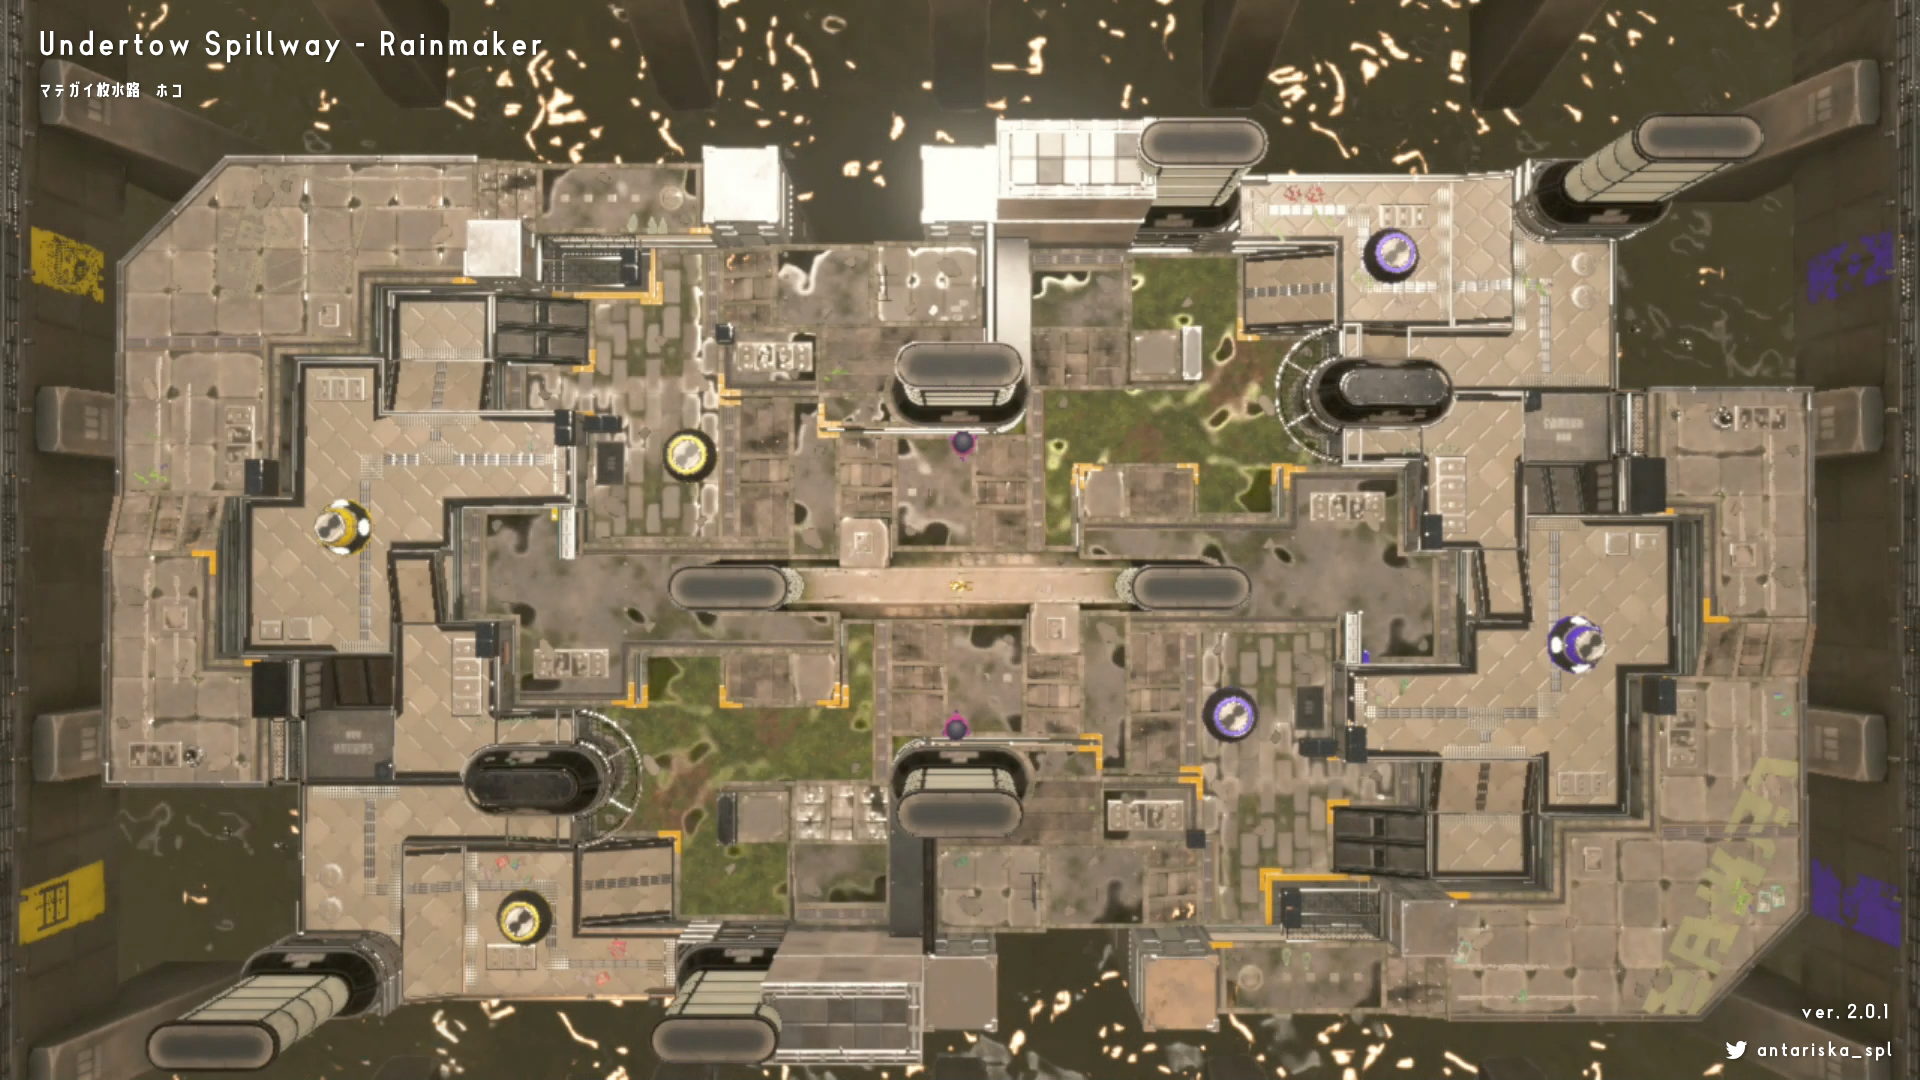 Undertow Spillway - Rainmaker
マテガイ放水路 ホコ
ver. 2.0.1
antariska_spl